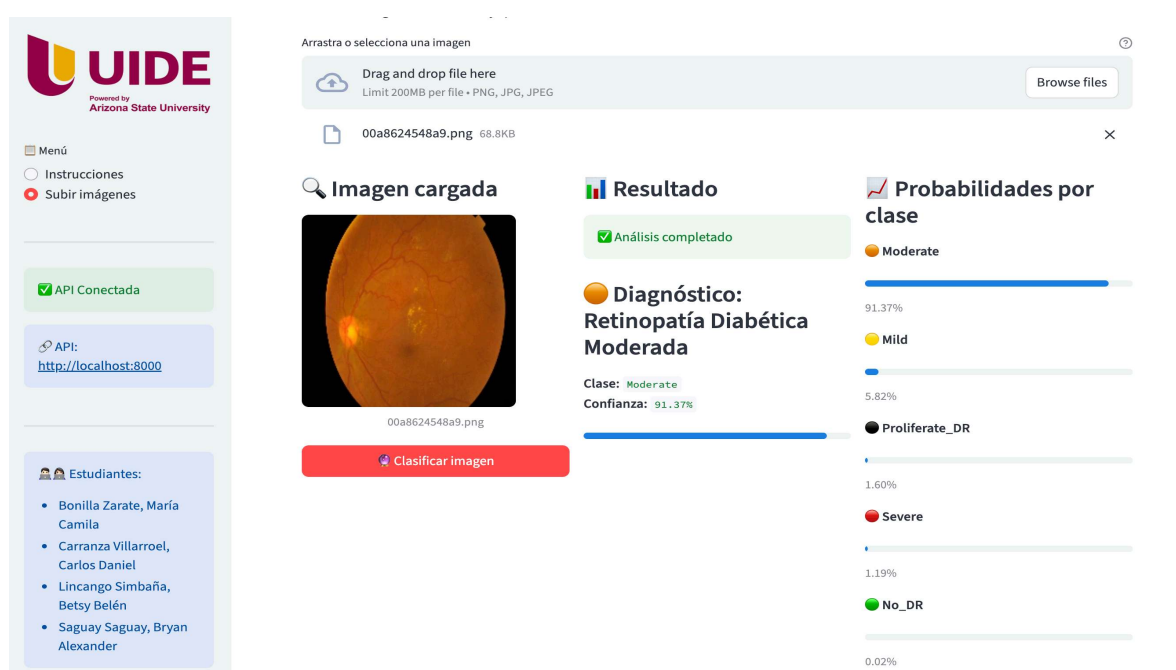 UIDE
Powered by
Arizona State University
Menú
Instrucciones
Subir imágenes
API Conectada
API:
http://localhost:8000
Estudiantes:
Bonilla Zarate, María
Camila
Carranza Villarroel,
Carlos Daniel
Lincango Simbaña,
Betsy Belén
Saguay Saguay, Bryan
Alexander
Arrastra o selecciona una imagen
Drag and drop file here
Limit 200MB per file • PNG, JPG, JPEG
Browse files
00a8624548a9.png 68.8KB
Imagen cargada
00a8624548a9.png
Clasificar imagen
Resultado
Análisis completado
Diagnóstico:
Retinopatía Diabética
Moderada
Clase: Moderate
Confianza: 91.37%
Probabilidades por
clase
Moderate
91.37%
Mild
5.82%
Proliferate_DR
1.60%
Severe
1.19%
No_DR
0.02%